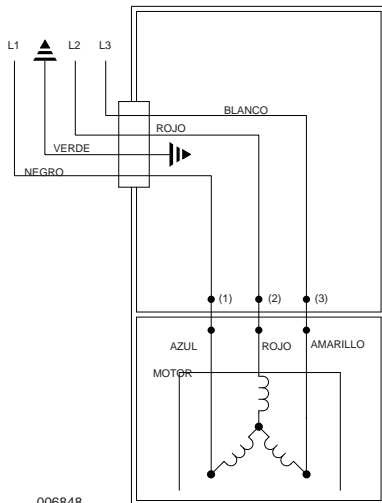 L1 L2 L3
BLANCO
ROJO
VERDE
NEGRO
(1) (2) (3)
AZUL ROJO AMARILLO
MOTOR
006848